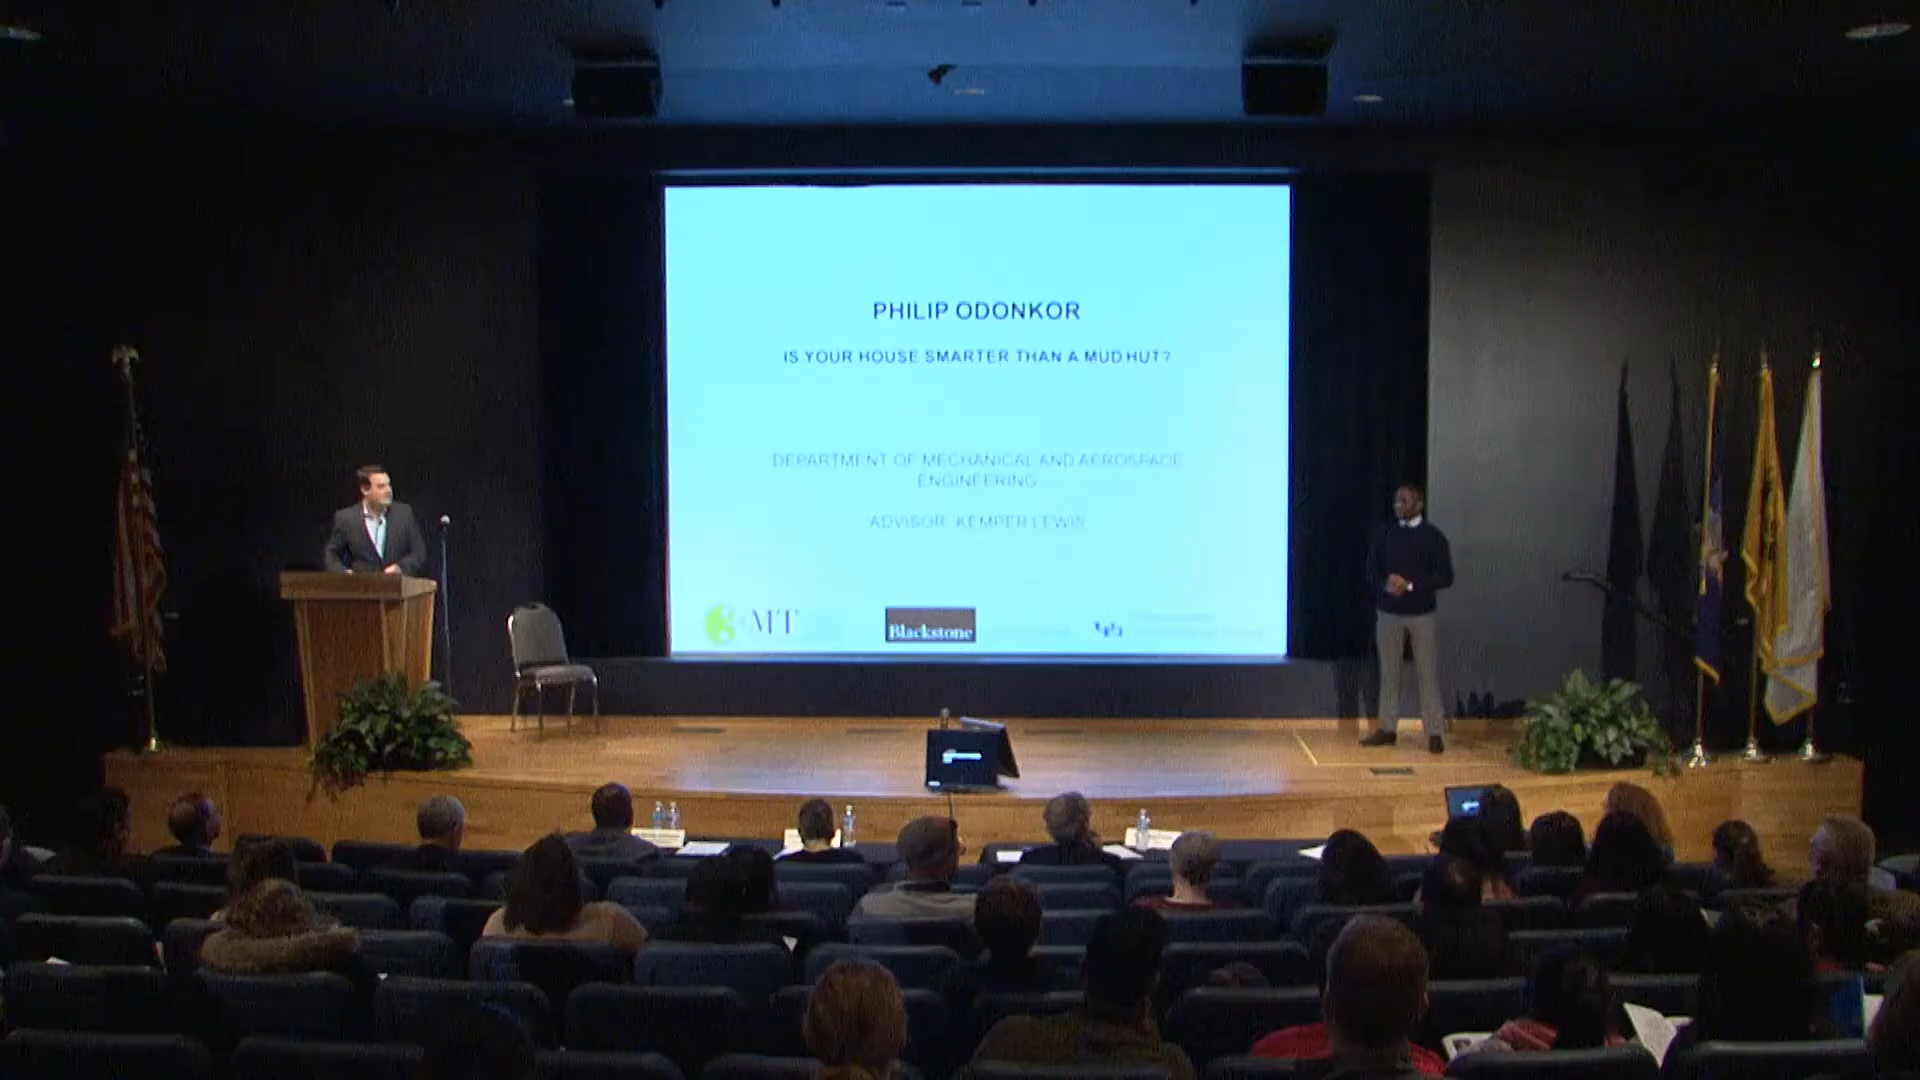 PHILIP ODONKOR
IS YOUR HOUSE SMARTER THAN A MUD HUT?
DEPARTMENT OF MECHANICAL AND AEROSPACE
ENGINEERING
ADVISOR: KEMPER LEWIS
3MT
Blackstone